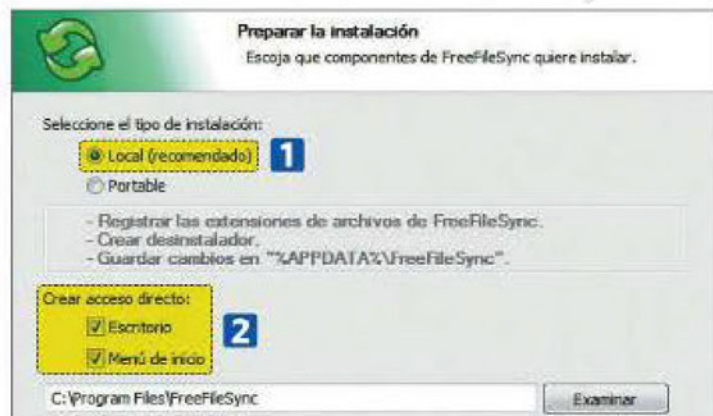 Preparar la instalación
Escoja que componentes de FreeFileSync quiere instalar.
Seleccione el tipo de instalación:
Local (recomendado)
1
Portable
- Registrar las extensiones de archivos de FreeFileSync.
- Crear desinstalador.
- Guardar cambios en "%APPDATA%\FreeFileSync".
Crear acceso directo:
Escritorio
2
Menú de inicio
C:\Program Files\FreeFileSync
Examinar